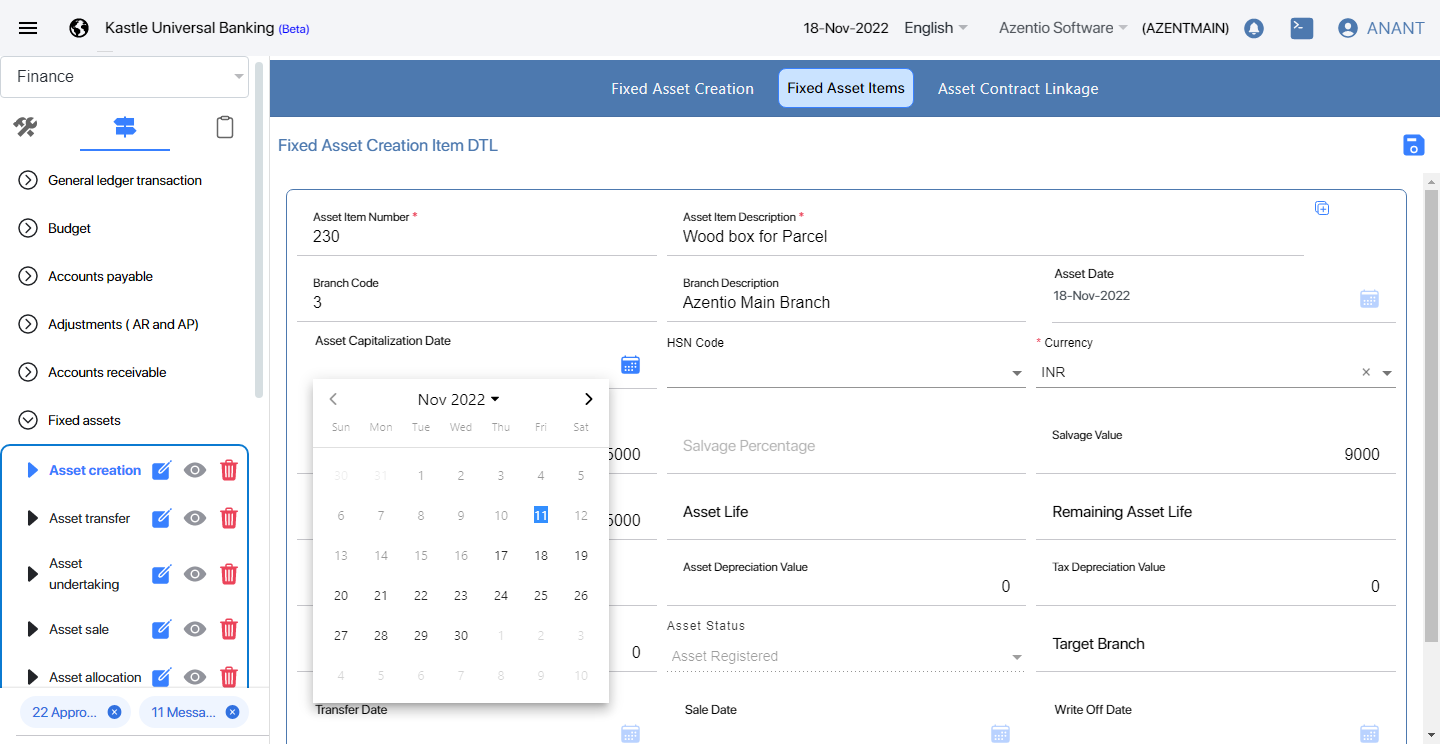 Kastle Universal Banking (Beta) 18-Nov-2022 English Azentio Software (AZENTMAIN) >_ ANANT
Finance
Fixed Asset Creation Fixed Asset Items Asset Contract Linkage
Fixed Asset Creation Item DTL
General ledger transaction
Budget
Accounts payable
Adjustments ( AR and AP)
Accounts receivable
Fixed assets
Asset creation
Asset transfer
Asset
undertaking
Asset sale
Asset allocation
22 Appro... 11 Messa...
Asset Item Number * Asset Item Description *
230 Wood box for Parcel
Branch Code Branch Description Asset Date
3 Azentio Main Branch 18-Nov-2022
Asset Capitalization Date HSN Code * Currency
INR ×
Nov 2022
Sun Mon Tue Wed Thu Fri Sat
30 31 1 2 3 4 5
6 7 8 9 10 11 12
13 14 15 16 17 18 19
20 21 22 23 24 25 26
27 28 29 30 1 2 3
4 5 6 7 8 9 10
5000 Salvage Percentage Salvage Value
9000
5000 Asset Life Remaining Asset Life
Asset Depreciation Value Tax Depreciation Value
0 0
0 Asset Status Target Branch
Asset Registered
Transfer Date Sale Date Write Off Date